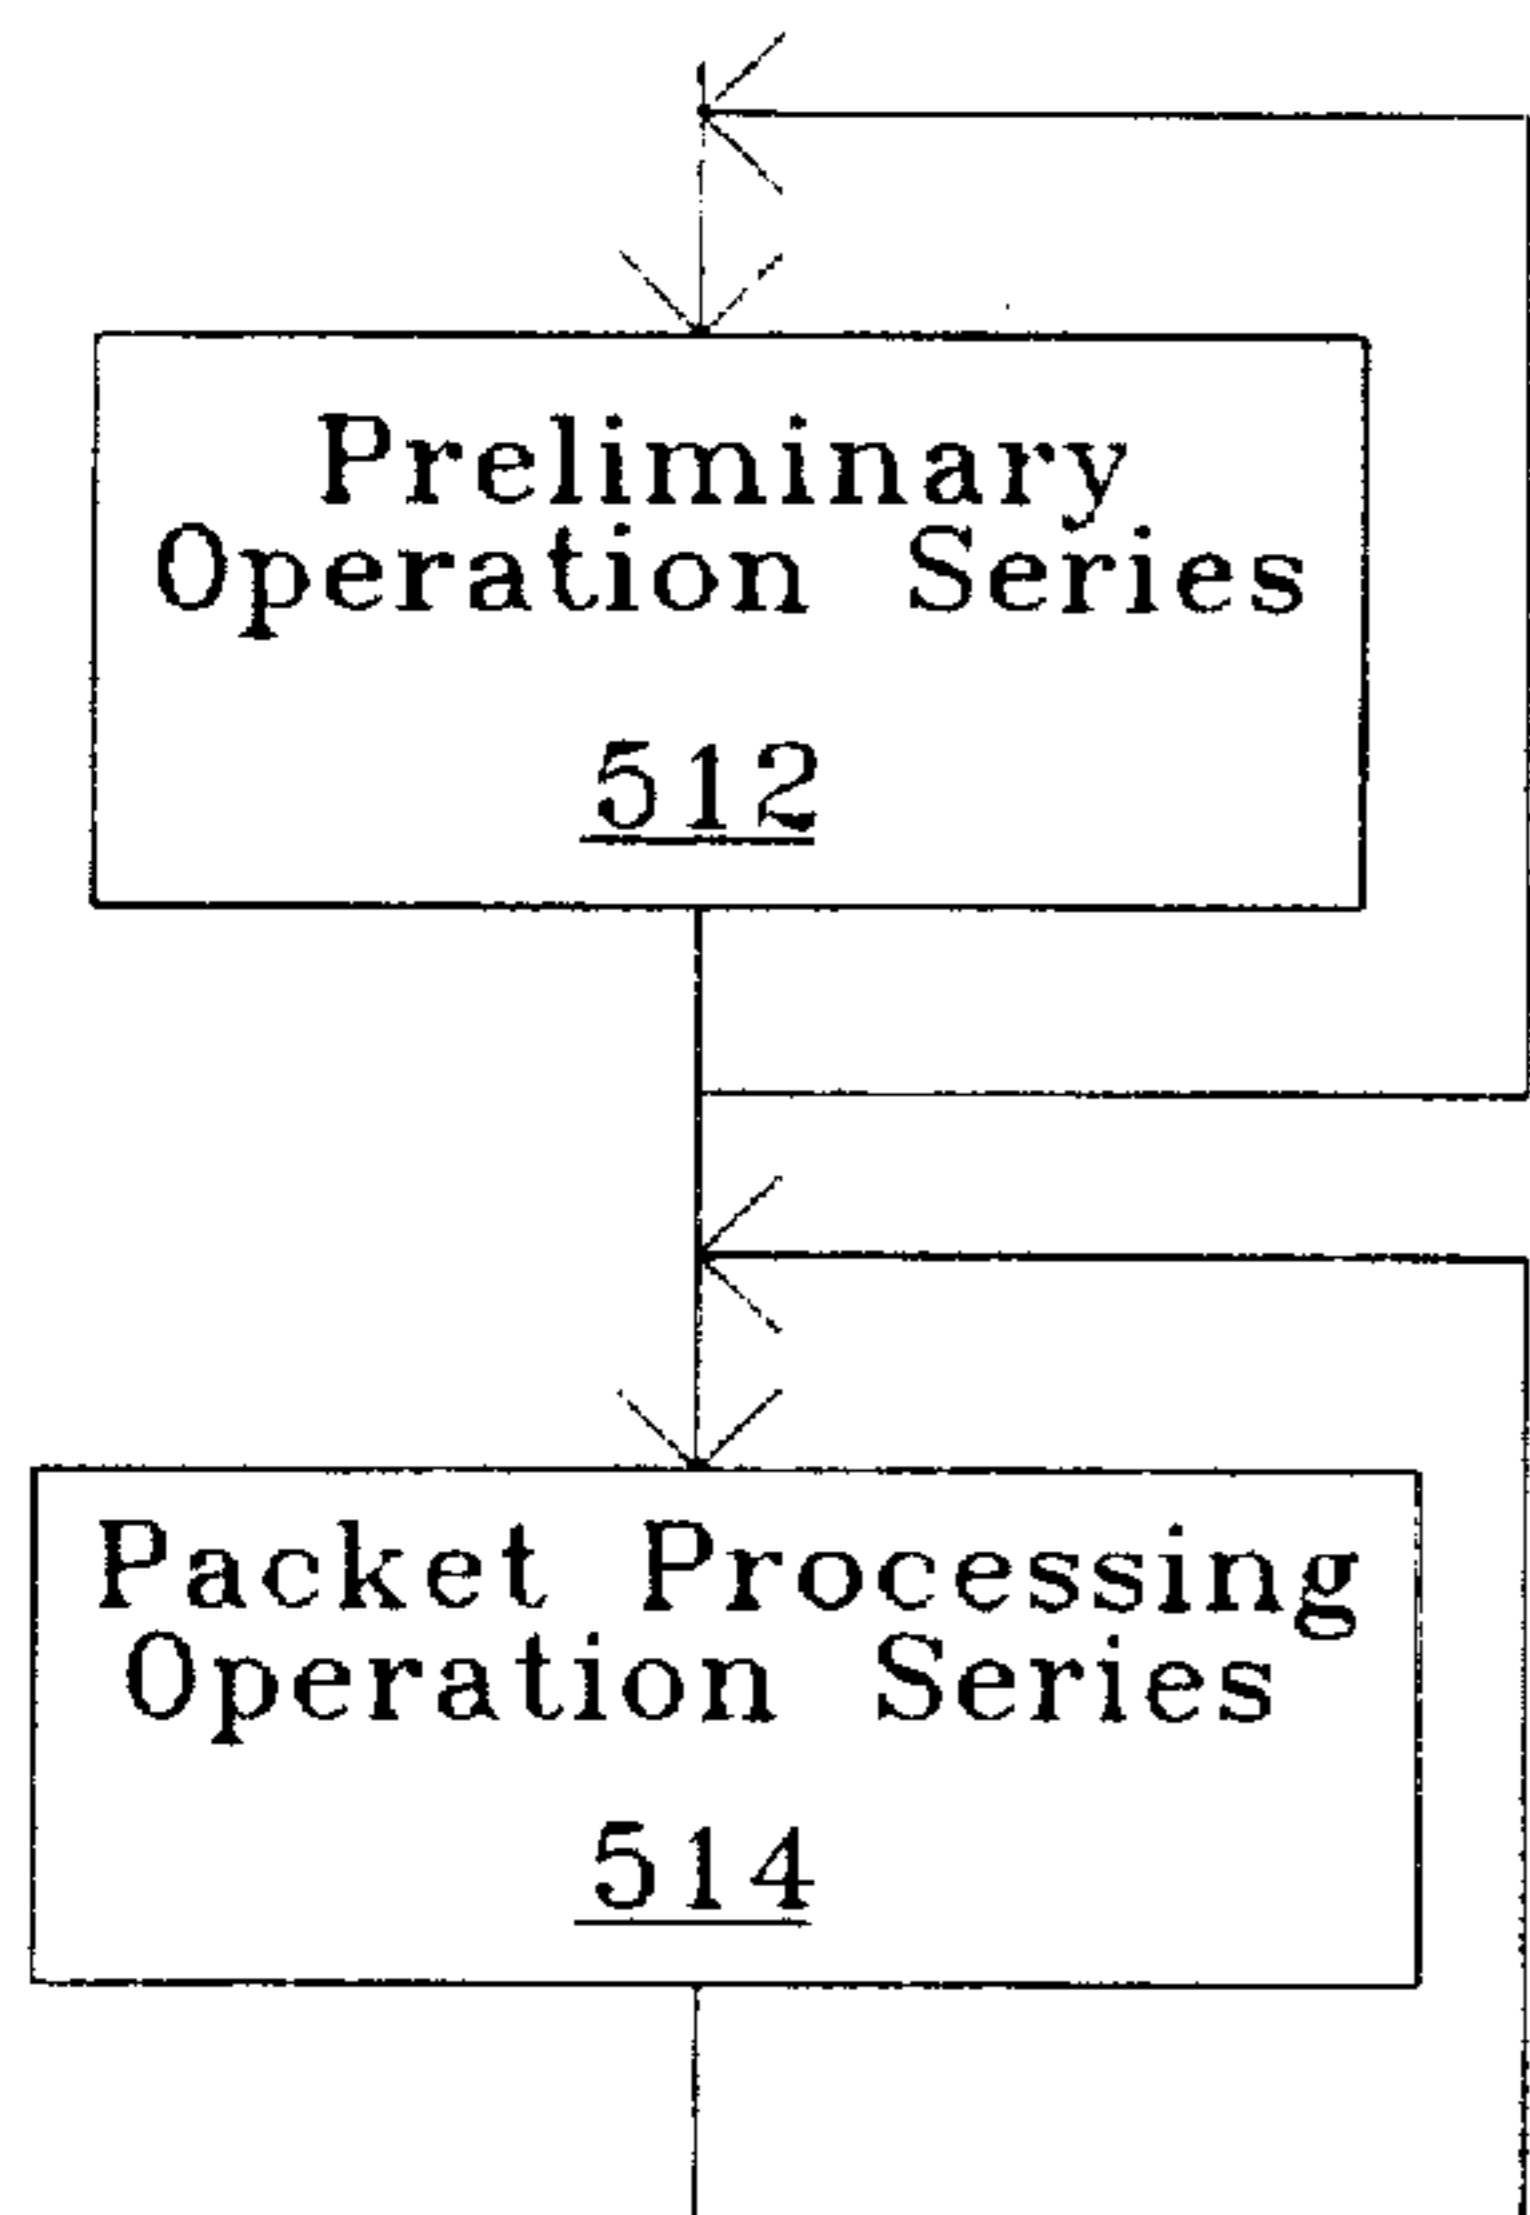 Preliminary
Operation Series
512
Packet Processing
Operation Series
514